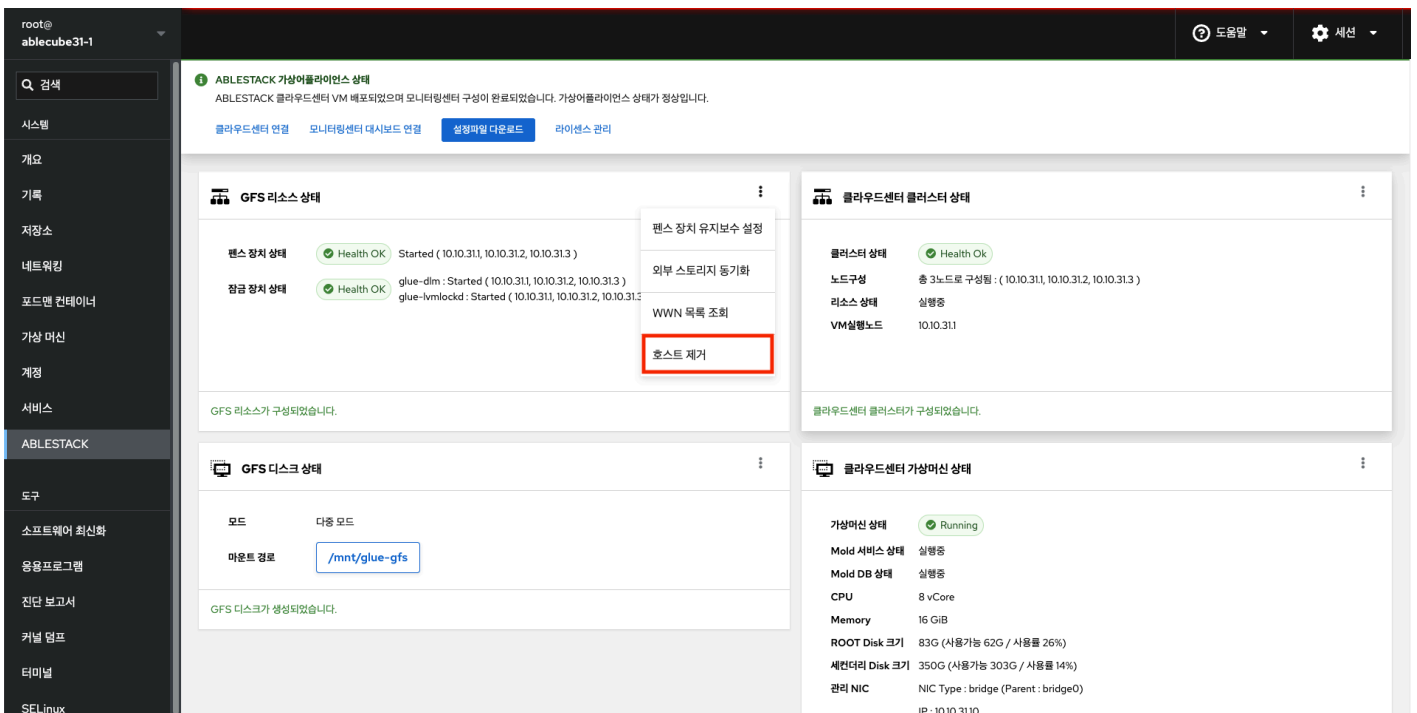 root@
ablecube31-1
도움말
세션
검색
시스템
개요
기록
저장소
네트워킹
포드맨 컨테이너
가상 머신
계정
서비스
ABLESTACK
도구
소프트웨어 최신화
응용프로그램
진단 보고서
커널 덤프
터미널
SELinux
ABLESTACK 가상어플라이언스 상태
ABLESTACK 클라우드센터 VM 배포되었으며 모니터링센터 구성이 완료되었습니다. 가상어플라이언스 상태가 정상입니다.
클라우드센터 연결 모니터링센터 대시보드 연결 설정파일 다운로드 라이센스 관리
GFS 리소스 상태
펜스 장치 상태 Health OK Started ( 10.10.31.1, 10.10.31.2, 10.10.31.3 )
잠금 장치 상태 Health OK glue-dlm : Started ( 10.10.31.1, 10.10.31.2, 10.10.31.3 )
glue-lvmlockd : Started ( 10.10.31.1, 10.10.31.2, 10.10.31.3
펜스 장치 유지보수 설정
외부 스토리지 동기화
WWN 목록 조회
호스트 제거
GFS 리소스가 구성되었습니다.
클라우드센터 클러스터 상태
클러스터 상태 Health Ok
노드구성 총 3노드로 구성됨 : ( 10.10.31.1, 10.10.31.2, 10.10.31.3 )
리소스 상태 실행중
VM실행노드 10.10.31.1
클라우드센터 클러스터가 구성되었습니다.
GFS 디스크 상태
모드 다중 모드
마운트 경로 /mnt/glue-gfs
GFS 디스크가 생성되었습니다.
클라우드센터 가상머신 상태
가상머신 상태 Running
Mold 서비스 상태 실행중
Mold DB 상태 실행중
CPU 8 vCore
Memory 16 GiB
ROOT Disk 크기 83G (사용가능 62G / 사용률 26%)
세컨더리 Disk 크기 350G (사용가능 303G / 사용률 14%)
관리 NIC NIC Type : bridge (Parent : bridge0)
IP : 10.10.31.10